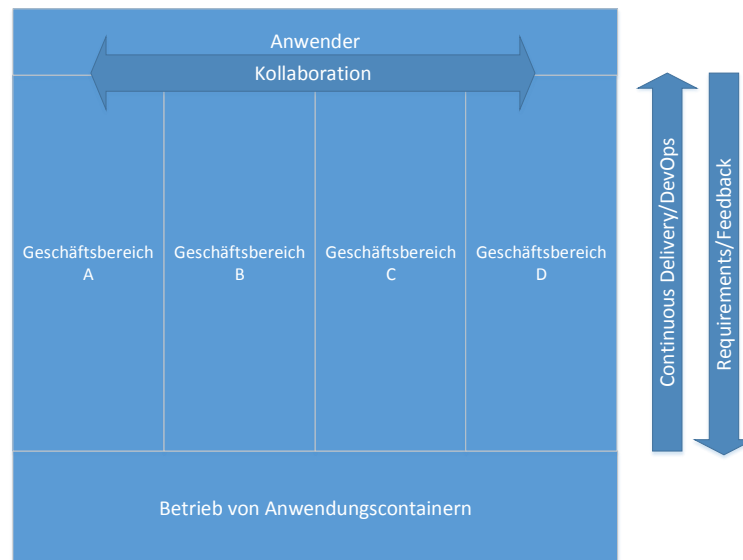 Anwender
Kollaboration
Geschäftsbereich
A
Geschäftsbereich
B
Geschäftsbereich
C
Geschäftsbereich
D
Continuous Delivery/DevOps
Requirements/Feedback
Betrieb von Anwendungscontainern